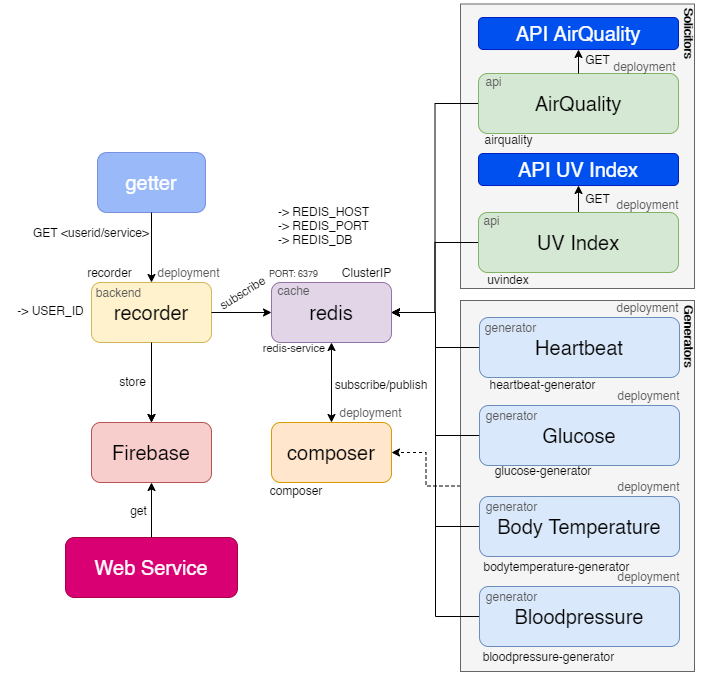 Solicitors
API AirQuality
GET
deployment
api
AirQuality
airquality
API UV Index
GET
deployment
api
UV Index
uvindex
getter
GET <userid/service>
-> REDIS_HOST
-> REDIS_PORT
-> REDIS_DB
recorder
deployment
backend
recorder
-> USER_ID
subscribe
PORT: 6379
ClusterIP
cache
redis
redis-service
store
subscribe/publish
deployment
Firebase
composer
composer
get
Web Service
Generators
deployment
generator
Heartbeat
heartbeat-generator
deployment
generator
Glucose
glucose-generator
deployment
generator
Body Temperature
bodytemperature-generator
deployment
generator
Bloodpressure
bloodpressure-generator